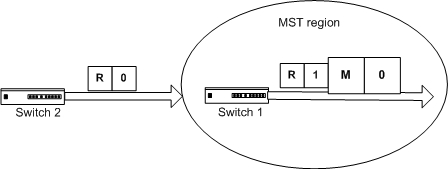 MST region
R 0
R 1 M 0
Switch 2
Switch 1